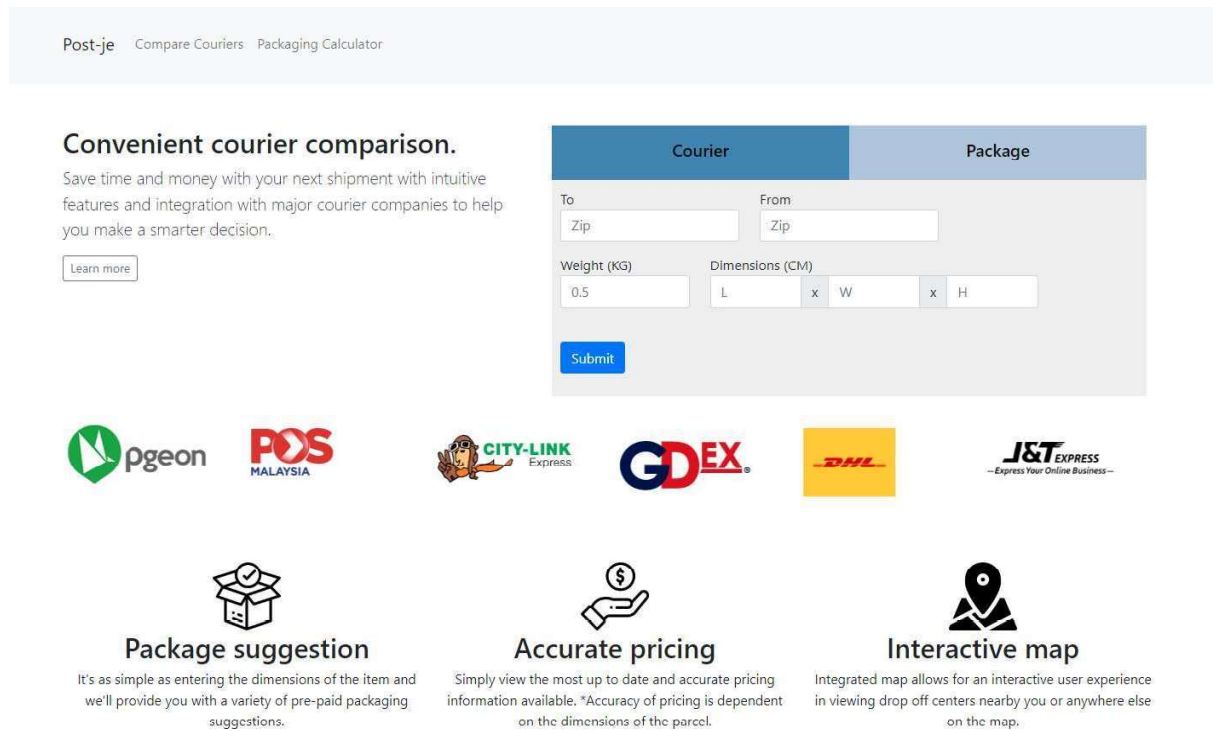 Post-je Compare Couriers Packaging Calculator
Convenient courier comparison.
Save time and money with your next shipment with intuitive
features and integration with major courier companies to help
you make a smarter decision.
Learn more
Courier Package
To From
Zip Zip
Weight (KG) Dimensions (CM)
0.5 L x W x H
Submit
pgeon
POS
MALAYSIA
CITY-LINK
Express
GDEX®
DHL
J&T EXPRESS
–Express Your Online Business–
Package suggestion
It's as simple as entering the dimensions of the item and
we'll provide you with a variety of pre-paid packaging
suggestions.
Accurate pricing
Simply view the most up to date and accurate pricing
information available. *Accuracy of pricing is dependent
on the dimensions of the parcel.
Interactive map
Integrated map allows for an interactive user experience
in viewing drop off centers nearby you or anywhere else
on the map.